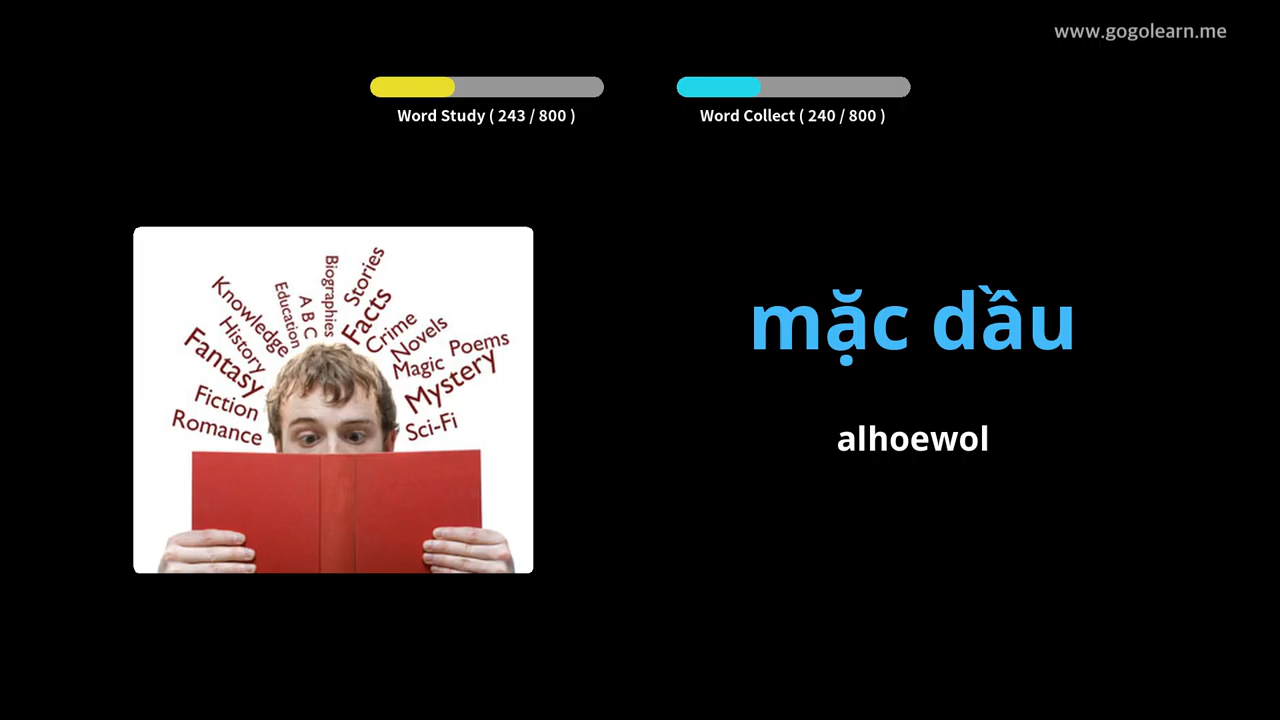 www.gogolearn.me
Word Study ( 243 / 800 )
Word Collect ( 240 / 800 )
Biographies
Stories
Education
A B C
Facts
Knowledge
Crime
History
Novels
Poems
Fantasy
Magic
Mystery
Fiction
Romance
Sci-Fi
mặc dầu
alhoewol